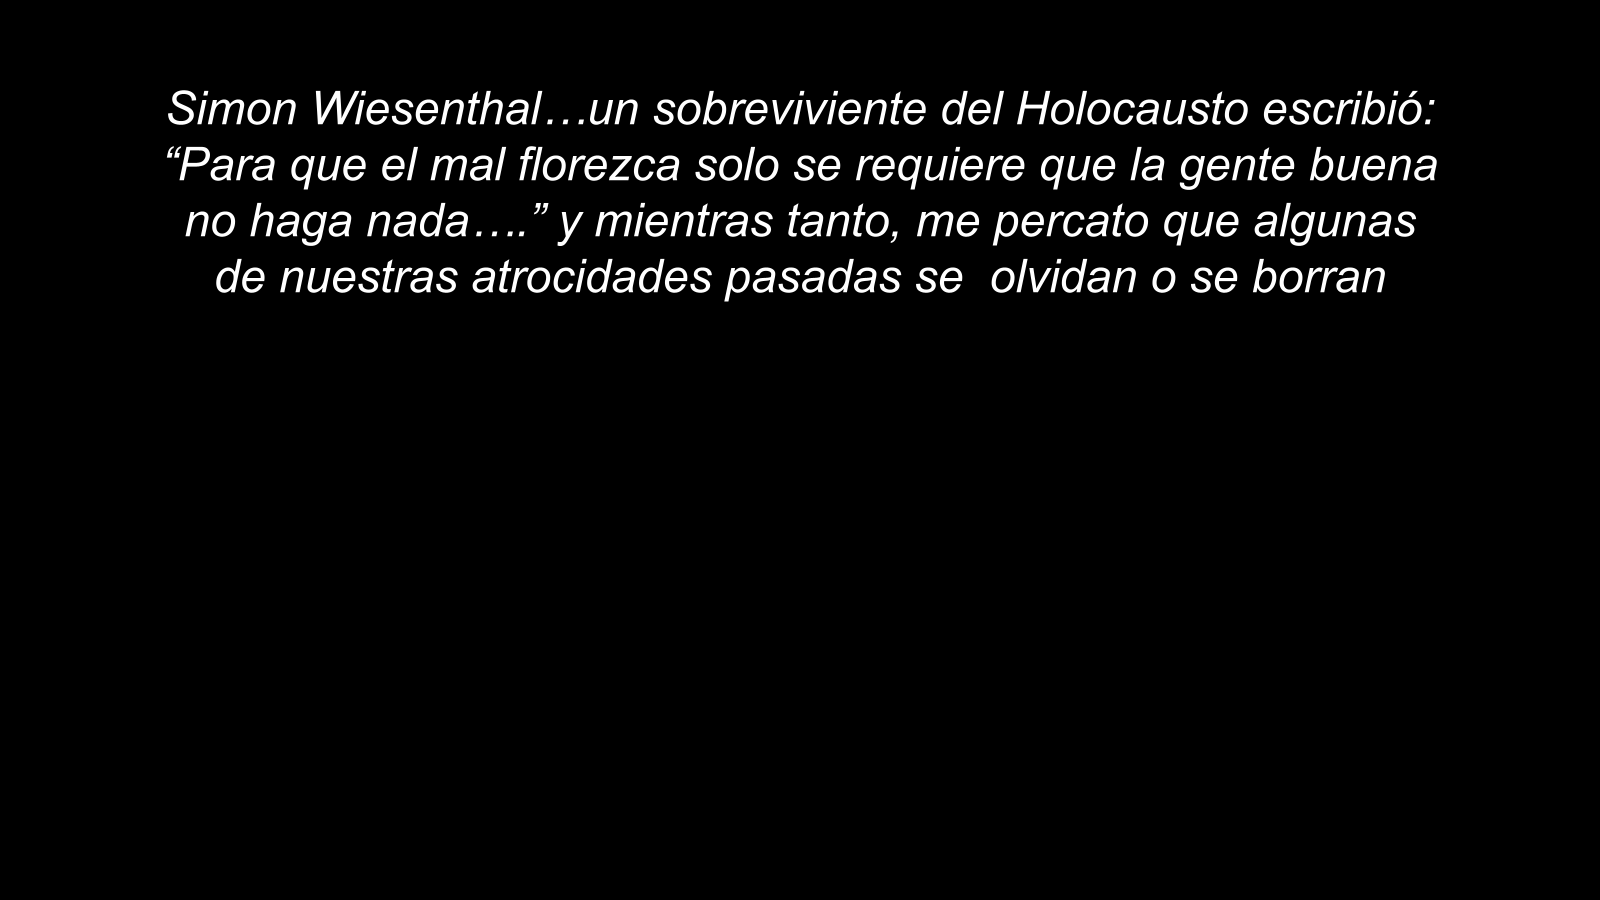 Simon Wiesenthal…un sobreviviente del Holocausto escribió:
“Para que el mal florezca solo se requiere que la gente buena
no haga nada….” y mientras tanto, me percato que algunas
de nuestras atrocidades pasadas se  olvidan o se borran